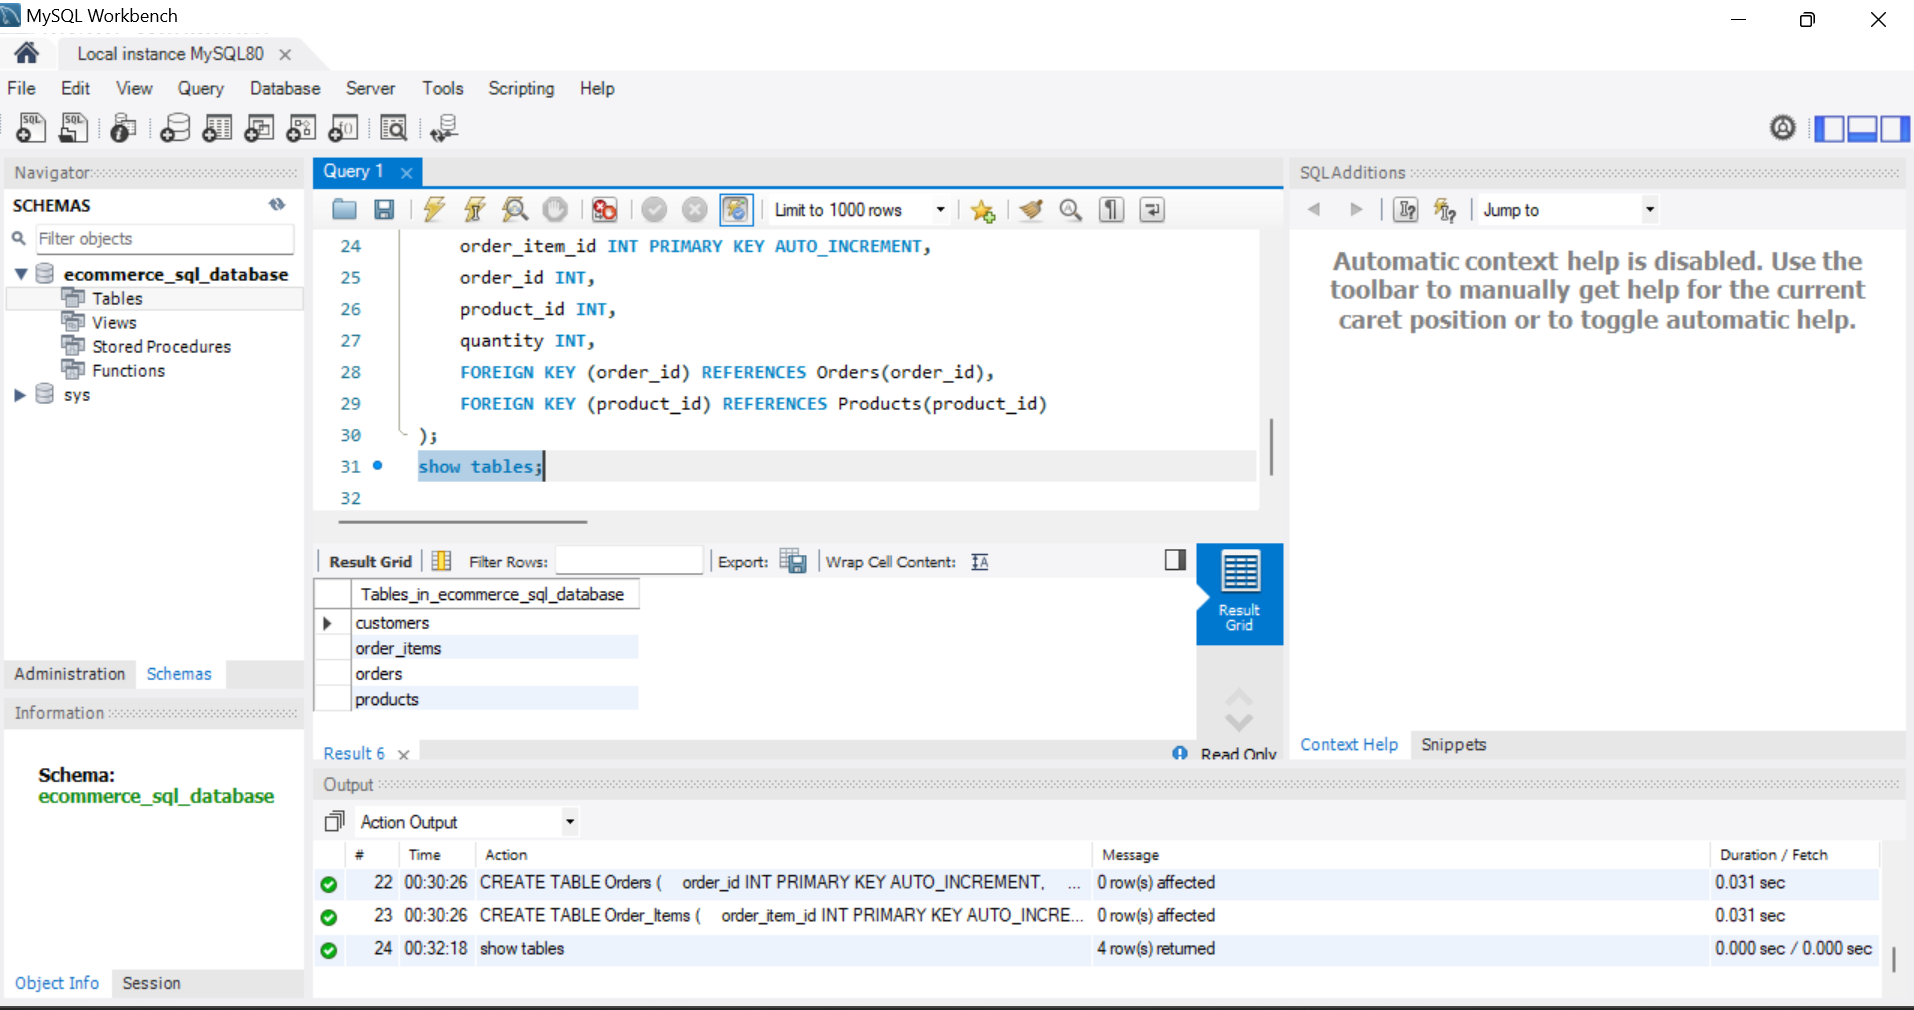 MySQL Workbench
Local instance MySQL80
File Edit View Query Database Server Tools Scripting Help
Navigator
SCHEMAS
Filter objects
ecommerce_sql_database
Tables
Views
Stored Procedures
Functions
sys
Administration Schemas
Information
Schema:
ecommerce_sql_database
Object Info Session
Query 1
Limit to 1000 rows
24 order_item_id INT PRIMARY KEY AUTO_INCREMENT,
25 order_id INT,
26 product_id INT,
27 quantity INT,
28 FOREIGN KEY (order_id) REFERENCES Orders(order_id),
29 FOREIGN KEY (product_id) REFERENCES Products(product_id)
30 );
31 show tables;
32
Result Grid Filter Rows: Export: Wrap Cell Content:
Tables_in_ecommerce_sql_database
customers
order_items
orders
products
Result
Grid
Result 6
Read Only
SQLAdditions
Jump to
Automatic context help is disabled. Use the
toolbar to manually get help for the current
caret position or to toggle automatic help.
Context Help Snippets
Output
Action Output
# Time Action Message Duration / Fetch
22 00:30:26 CREATE TABLE Orders ( order_id INT PRIMARY KEY AUTO_INCREMENT, ... 0 row(s) affected 0.031 sec
23 00:30:26 CREATE TABLE Order_Items ( order_item_id INT PRIMARY KEY AUTO_INCRE... 0 row(s) affected 0.031 sec
24 00:32:18 show tables 4 row(s) returned 0.000 sec / 0.000 sec